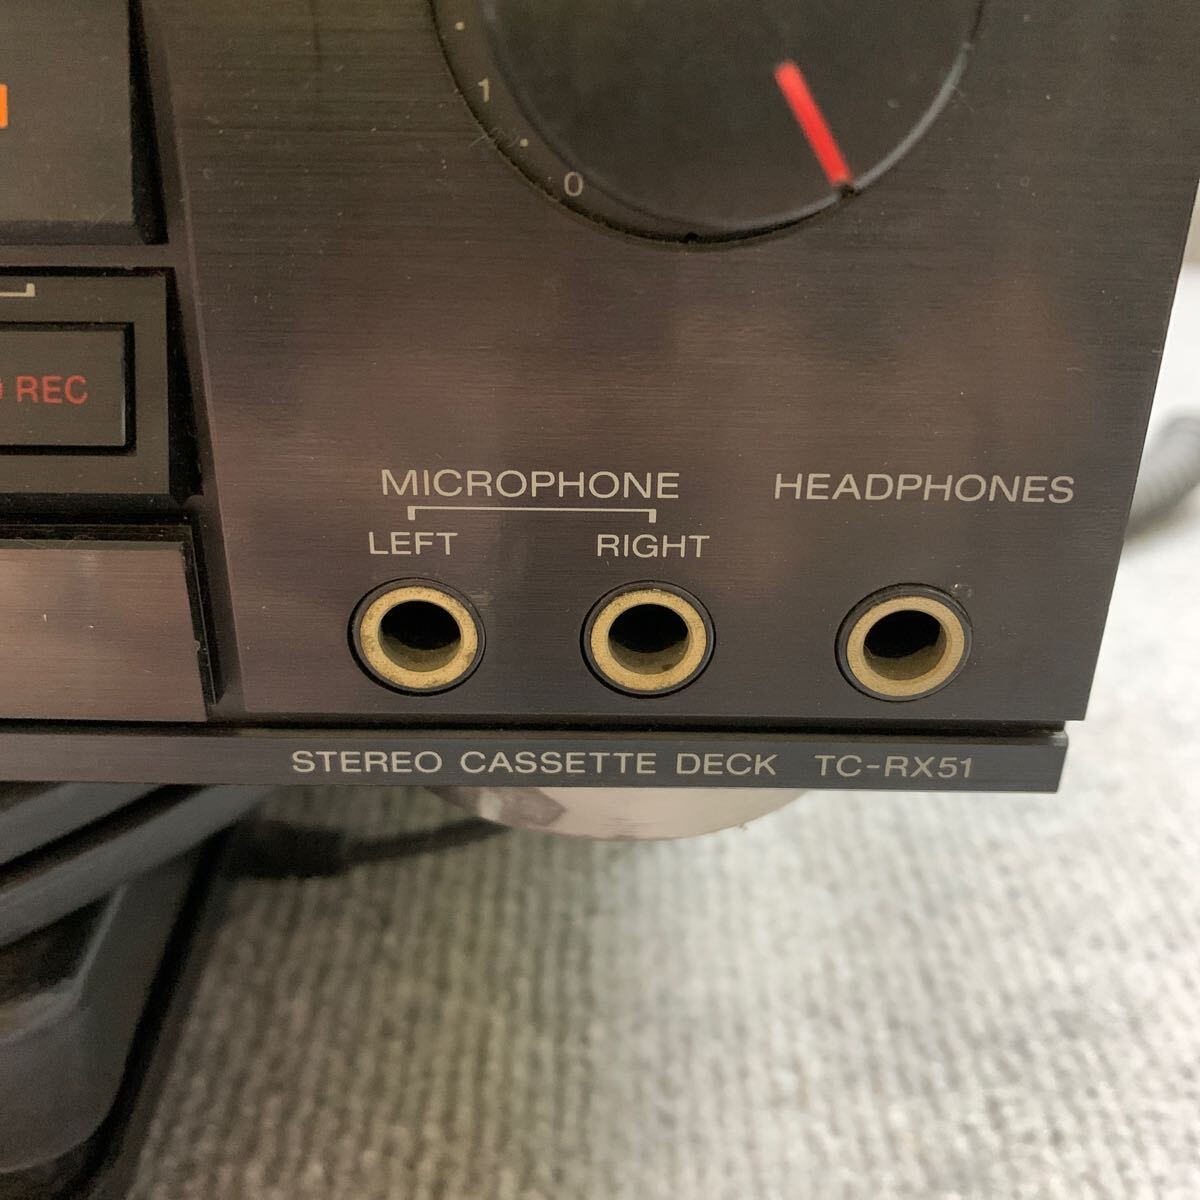 1
0
REC
MICROPHONE
HEADPHONES
LEFT RIGHT
STEREO CASSETTE DECK TC-RX51